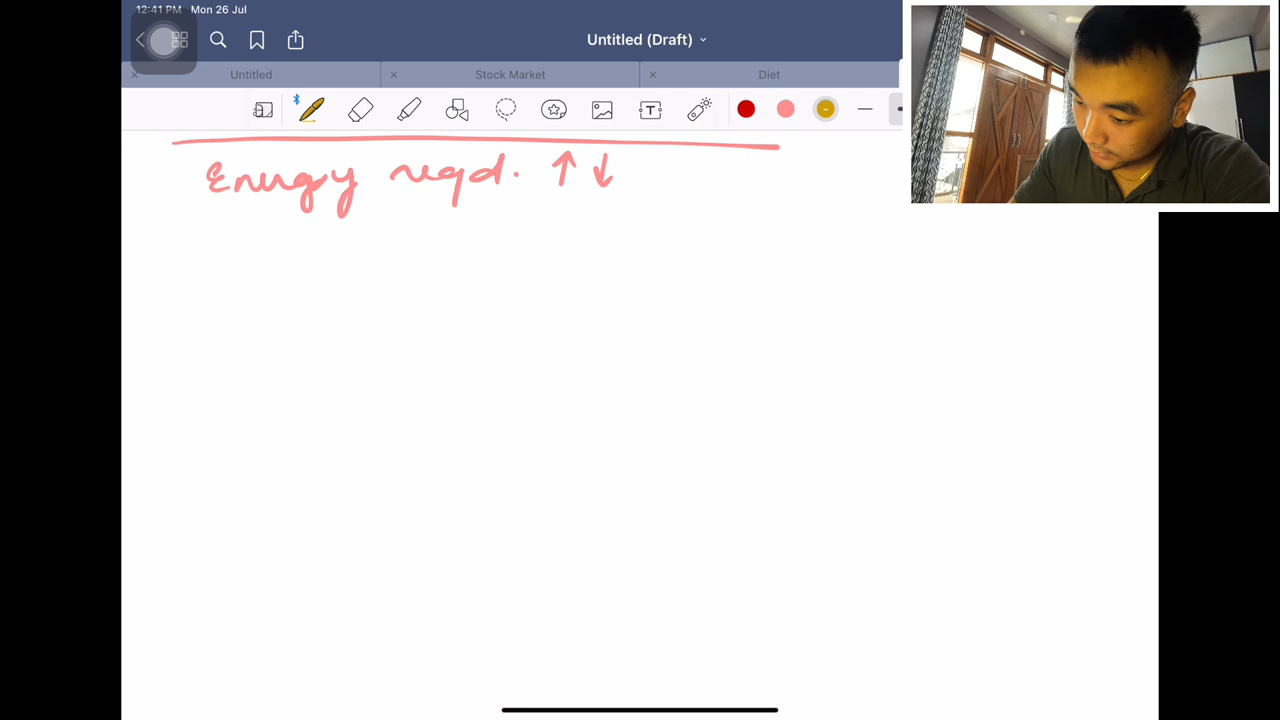 12:41 PM Mon 26 Jul
Untitled (Draft)
Untitled
Stock Market
Diet
T
Energy reqd. ↑ ↓